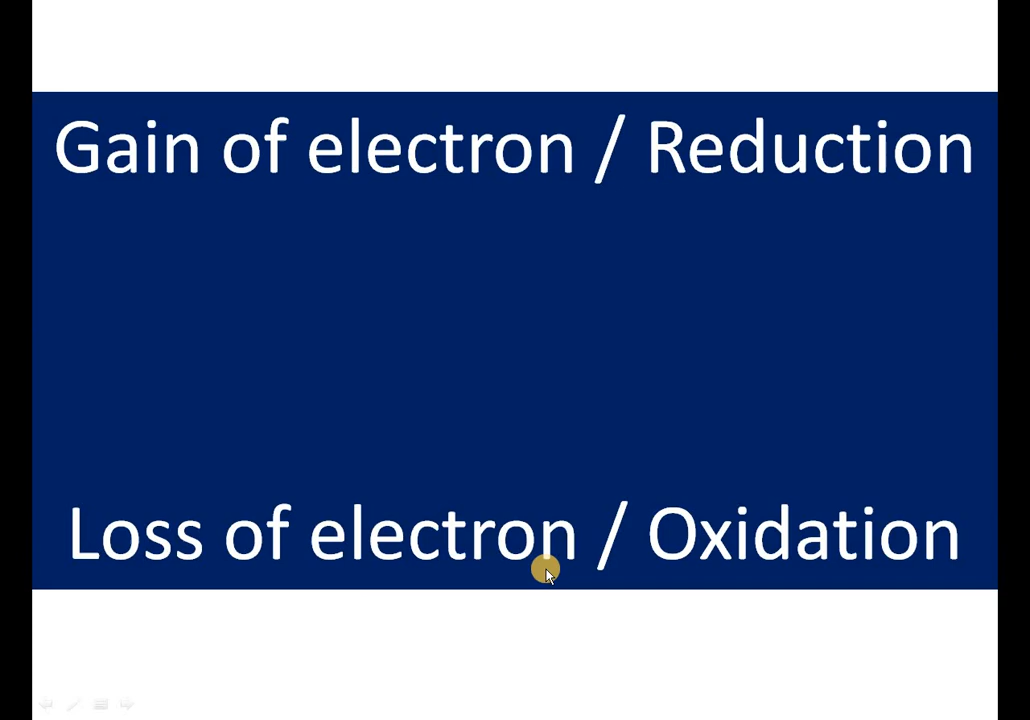 Gain of electron / Reduction
Loss of electron / Oxidation